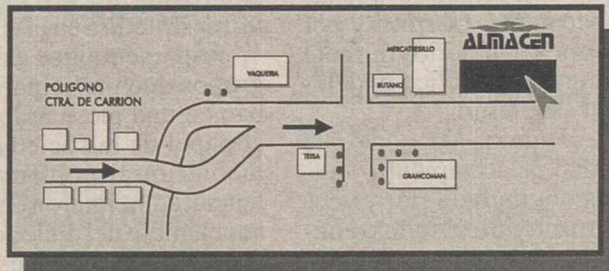 ALMACEN
MERCATRESILLO
VAQUERIA
BUTANO
POLIGONO
CTRA. DE CARRION
TEISA
GRANCOMAN